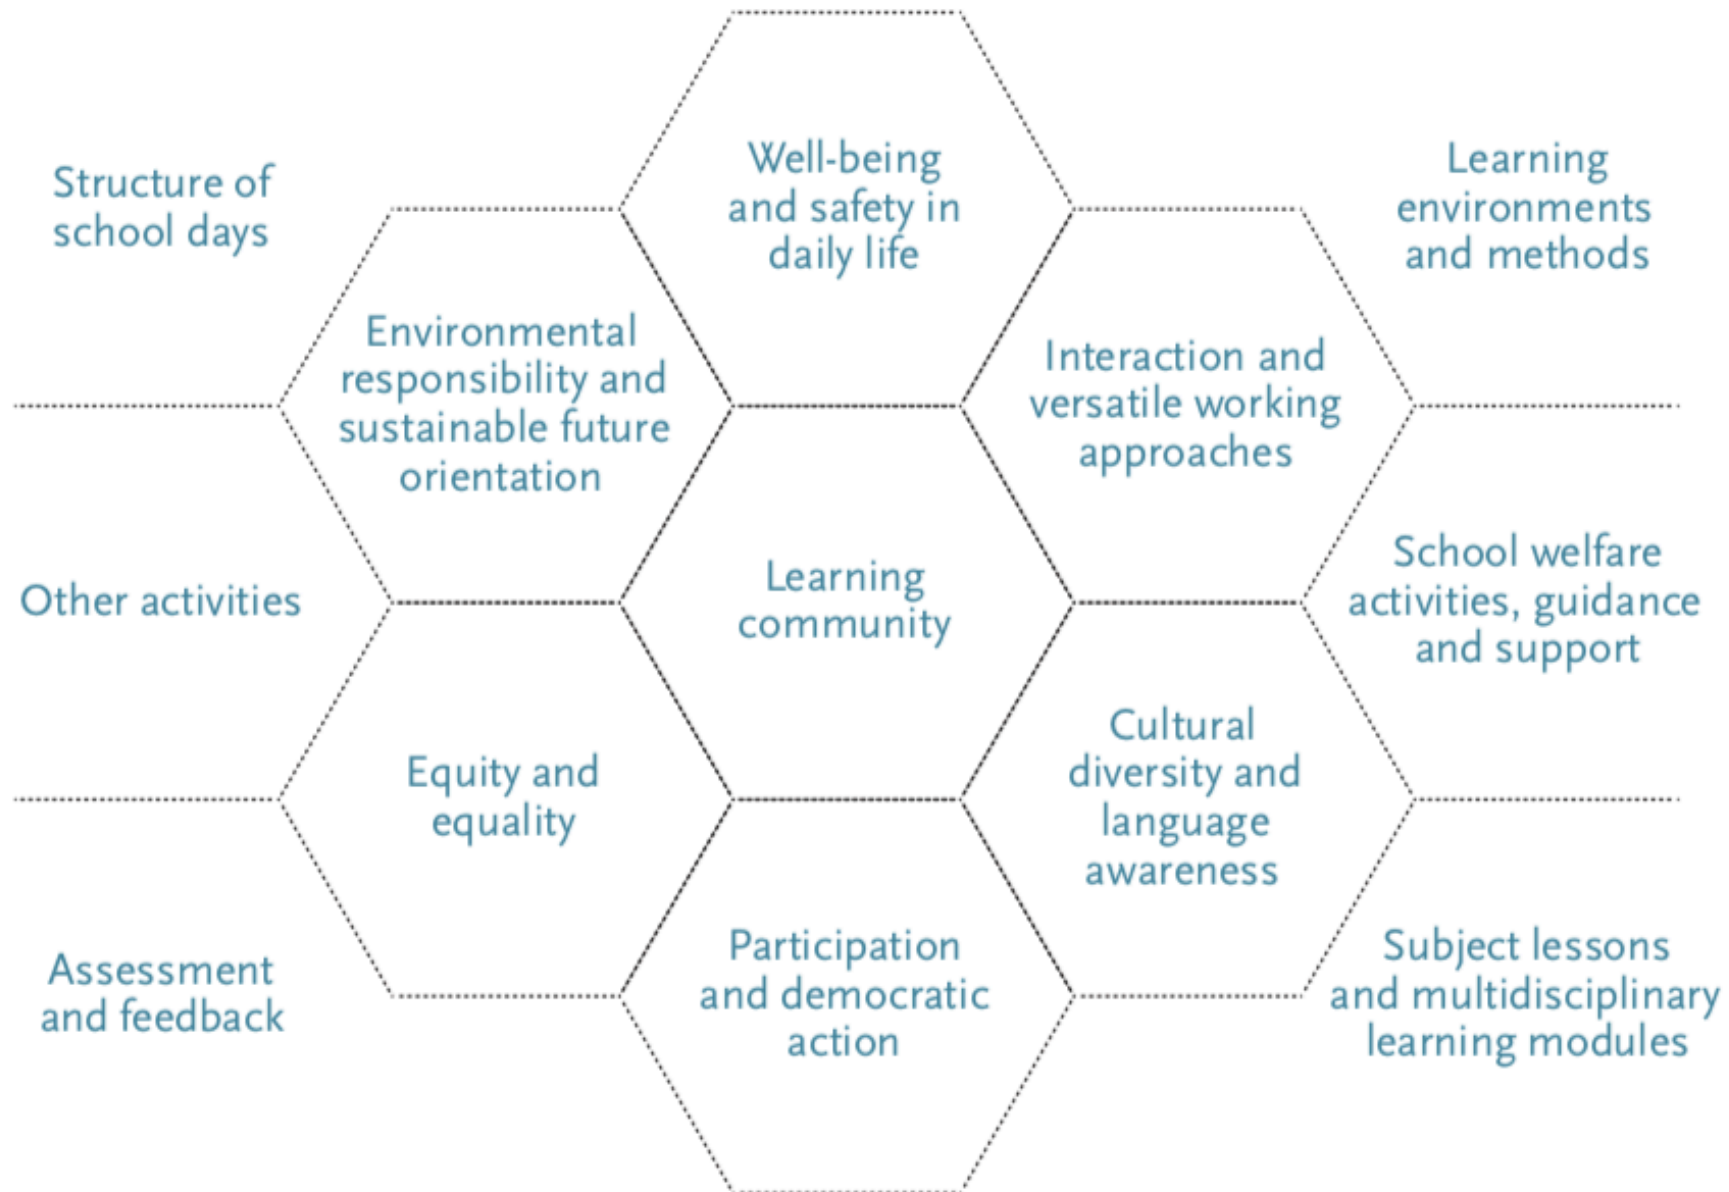 Well-being
and safety in
daily life
Structure of
school days
Learning
environments
and methods
Environmental
responsibility and
sustainable future
orientation
Interaction and
versatile working
approaches
Other activities
Learning
community
School welfare
activities, guidance
and support
Equity and
equality
Cultural
diversity and
language
awareness
Assessment
and feedback
Participation
and democratic
action
Subject lessons
and multidisciplinary
learning modules